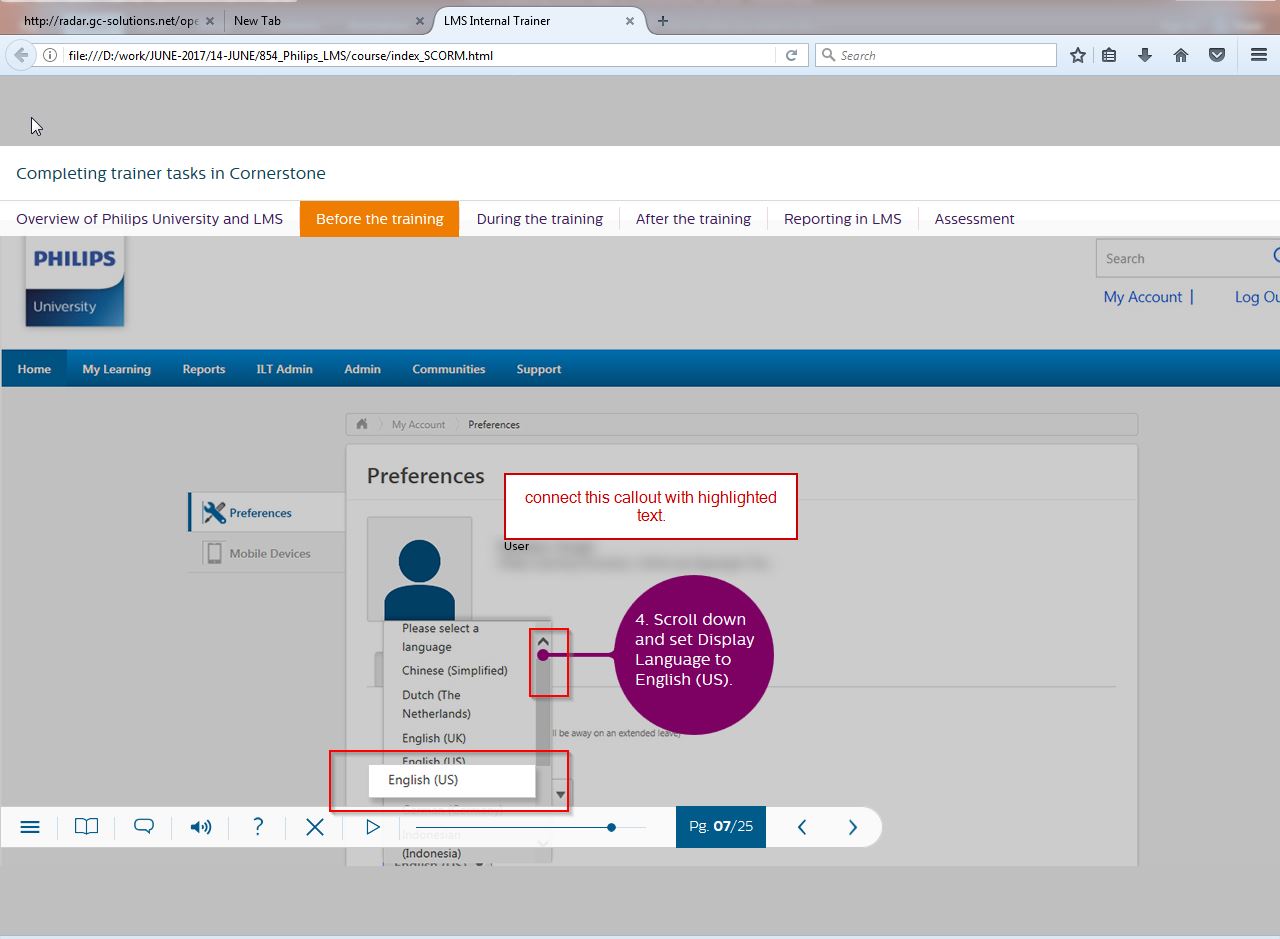 http://radar.gc-solutions.net/ope
New Tab
LMS Internal Trainer
file:///D:/work/JUNE-2017/14-JUNE/854_Philips_LMS/course/index_SCORM.html
Search
Completing trainer tasks in Cornerstone
Overview of Philips University and LMS
Before the training
During the training
After the training
Reporting in LMS
Assessment
PHILIPS
University
Search
My Account |
Log Ou
Home
My Learning
Reports
ILT Admin
Admin
Communities
Support
My Account
Preferences
Preferences
connect this callout with highlighted
text.
Preferences
Mobile Devices
User
4. Scroll down
and set Display
Language to
English (US).
Please select a
language
Chinese (Simplified)
Dutch (The
Netherlands)
English (UK)
ll be away on an extended leave)
English (US)
English (US)
Pg. 07/25
Indonesian
(Indonesia)
English (US)